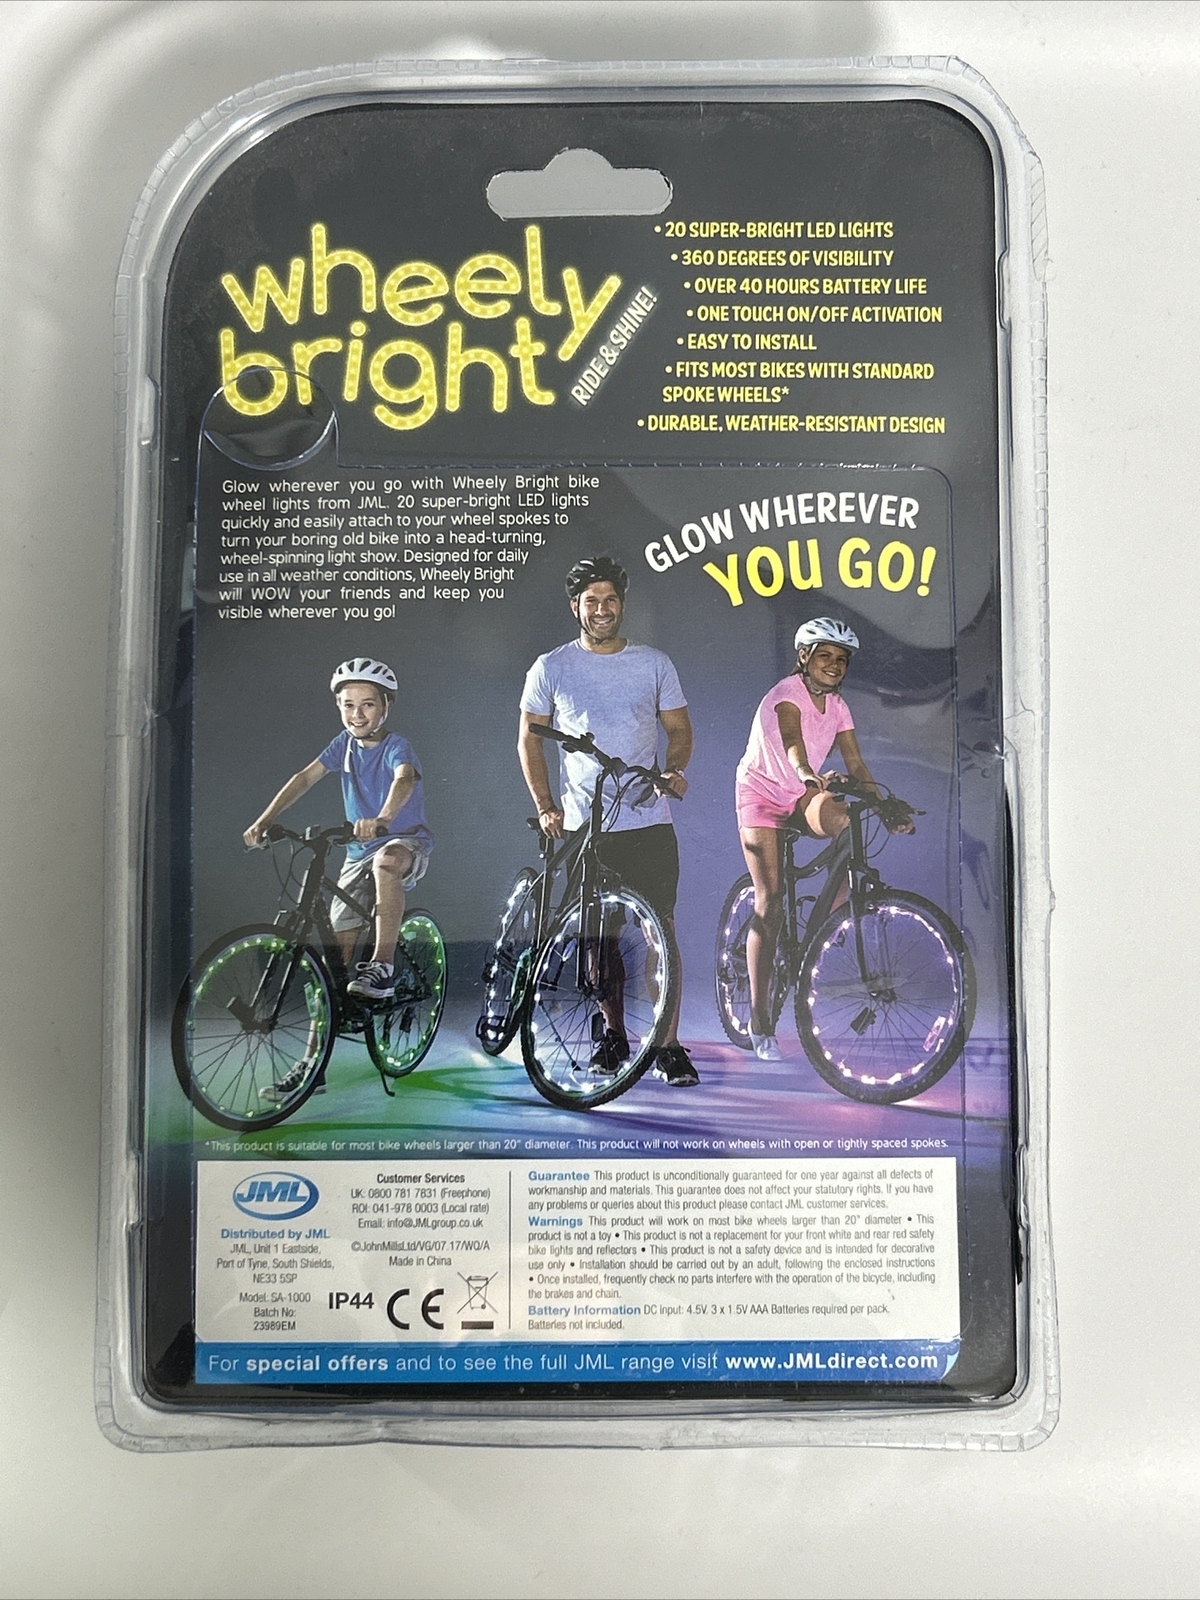 wheely
bright
RIDE & SHINE!
• 20 SUPER-BRIGHT LED LIGHTS
• 360 DEGREES OF VISIBILITY
• OVER 40 HOURS BATTERY LIFE
• ONE TOUCH ON/OFF ACTIVATION
• EASY TO INSTALL
• FITS MOST BIKES WITH STANDARD
SPOKE WHEELS*
• DURABLE, WEATHER-RESISTANT DESIGN
Glow wherever you go with Wheely Bright bike
wheel lights from JML. 20 super-bright LED lights
quickly and easily attach to your wheel spokes to
turn your boring old bike into a head-turning,
wheel-spinning light show. Designed for daily
use in all weather conditions, Wheely Bright
will WOW your friends and keep you
visible wherever you go!
GLOW WHEREVER
YOU GO!
*This product is suitable for most bike wheels larger than 20" diameter. This product will not work on wheels with open or tightly spaced spokes.
JML
Distributed by JML
JML, Unit 1 Eastside,
Port of Tyne, South Shields,
NE33 5SP
Model: SA-1000
Batch No:
23989EM
Customer Services
UK: 0800 781 7831 (Freephone)
ROI: 041-978 0003 (Local rate)
Email: info@JMLgroup.co.uk
©JohnMillsLtd/VG/07.17/WO/A
Made in China
IP44 CE
Guarantee This product is unconditionally guaranteed for one year against all defects of
workmanship and materials. This guarantee does not affect your statutory rights. If you have
any problems or queries about this product please contact JML customer services.
Warnings This product will work on most bike wheels larger than 20" diameter • This
product is not a toy • This product is not a replacement for your front white and rear red safety
bike lights and reflectors • This product is not a safety device and is intended for decorative
use only • Installation should be carried out by an adult, following the enclosed instructions
• Once installed, frequently check no parts interfere with the operation of the bicycle, including
the brakes and chain.
Battery Information DC Input: 4.5V. 3 x 1.5V AAA Batteries required per pack.
Batteries not included.
For special offers and to see the full JML range visit www.JMLdirect.com